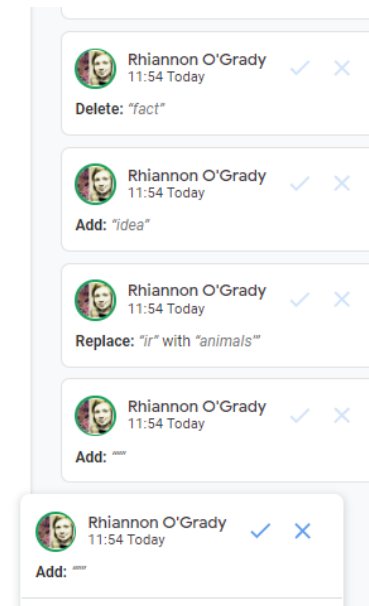 Rhiannon O'Grady
11:54 Today
Delete: “fact”
Rhiannon O'Grady
11:54 Today
Add: “idea”
Rhiannon O'Grady
11:54 Today
Replace: “ir” with “animals'”
Rhiannon O'Grady
11:54 Today
Add: “"”
Rhiannon O'Grady
11:54 Today
Add: “"”